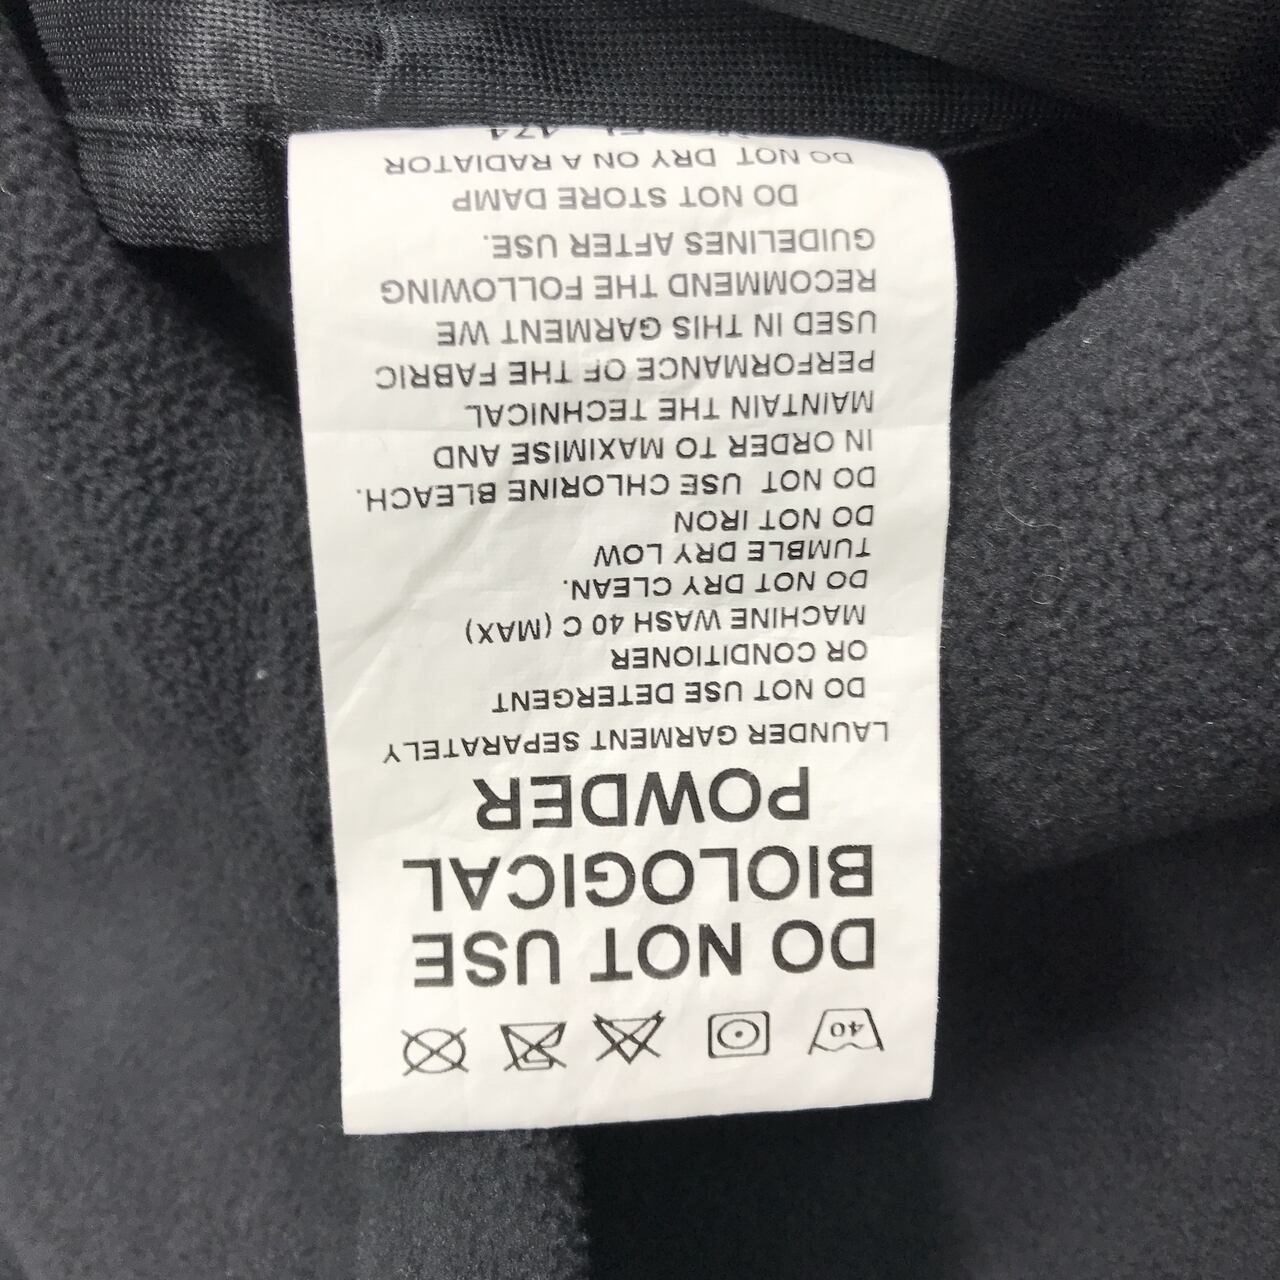 40
DO NOT USE
BIOLOGICAL
POWDER
LAUNDER GARMENT SEPARATELY
DO NOT USE DETERGENT
OR CONDITIONER
MACHINE WASH 40 C (MAX)
DO NOT DRY CLEAN.
TUMBLE DRY LOW
DO NOT IRON
DO NOT USE CHLORINE BLEACH.
IN ORDER TO MAXIMISE AND
MAINTAIN THE TECHNICAL
PERFORMANCE OF THE FABRIC
USED IN THIS GARMENT WE
RECOMMEND THE FOLLOWING
GUIDELINES AFTER USE.
DO NOT STORE DAMP
DO NOT DRY ON A RADIATOR